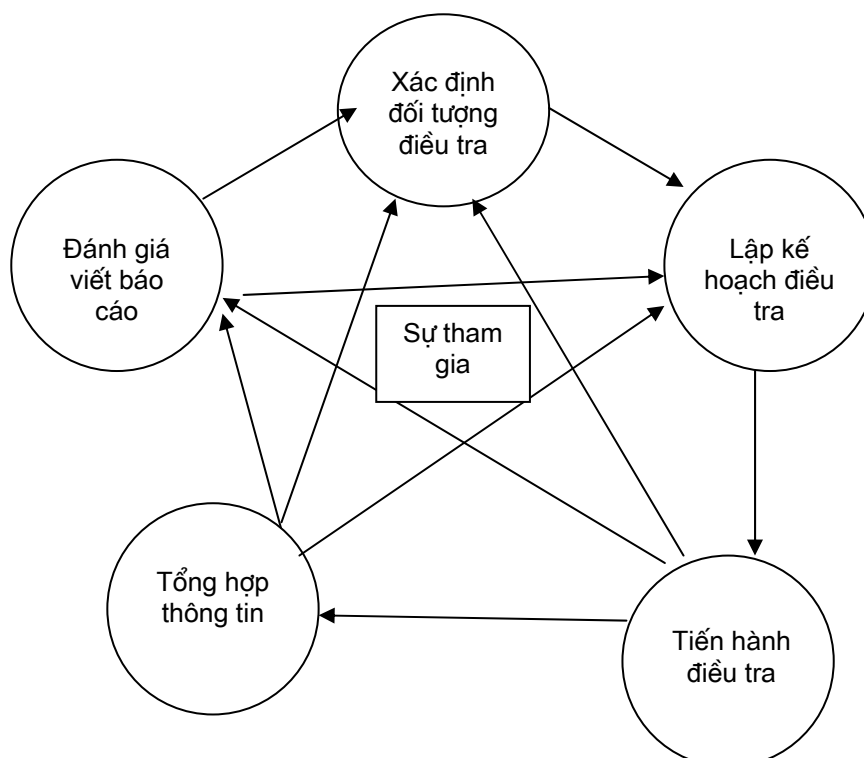 Xác định
đối tượng
điều tra
Đánh giá
viết báo
cáo
Lập kế
hoạch điều
tra
Sự tham
gia
Tổng hợp
thông tin
Tiến hành
điều tra